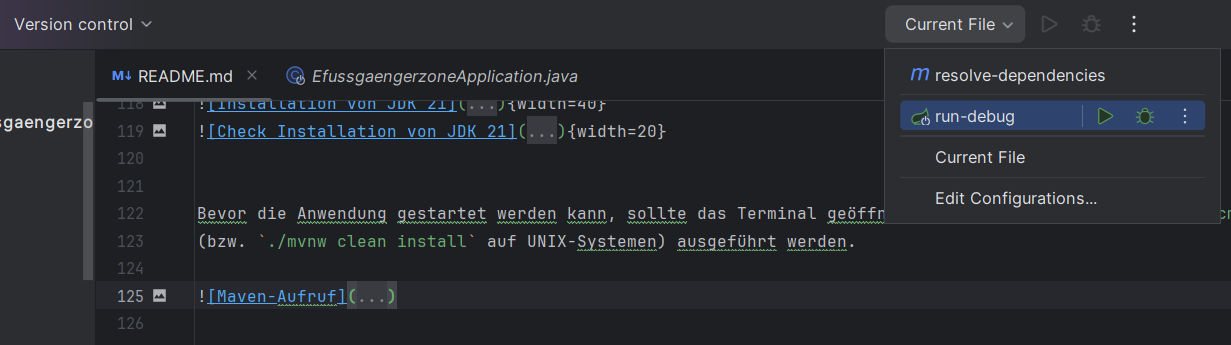 Version control
Current File
README.md
EfussgaengerzoneApplication.java
resolve-dependencies
run-debug
Current File
Edit Configurations...
sgaengerzo
118 ![Installation von JDK 21](...){width=40}
119 ![Check Installation von JDK 21](...){width=20}
120
121
122 Bevor die Anwendung gestartet werden kann, sollte das Terminal geöffn
123 (bzw. `./mvnw clean install` auf UNIX-Systemen) ausgeführt werden.
124
125 ![Maven-Aufruf](...)
126